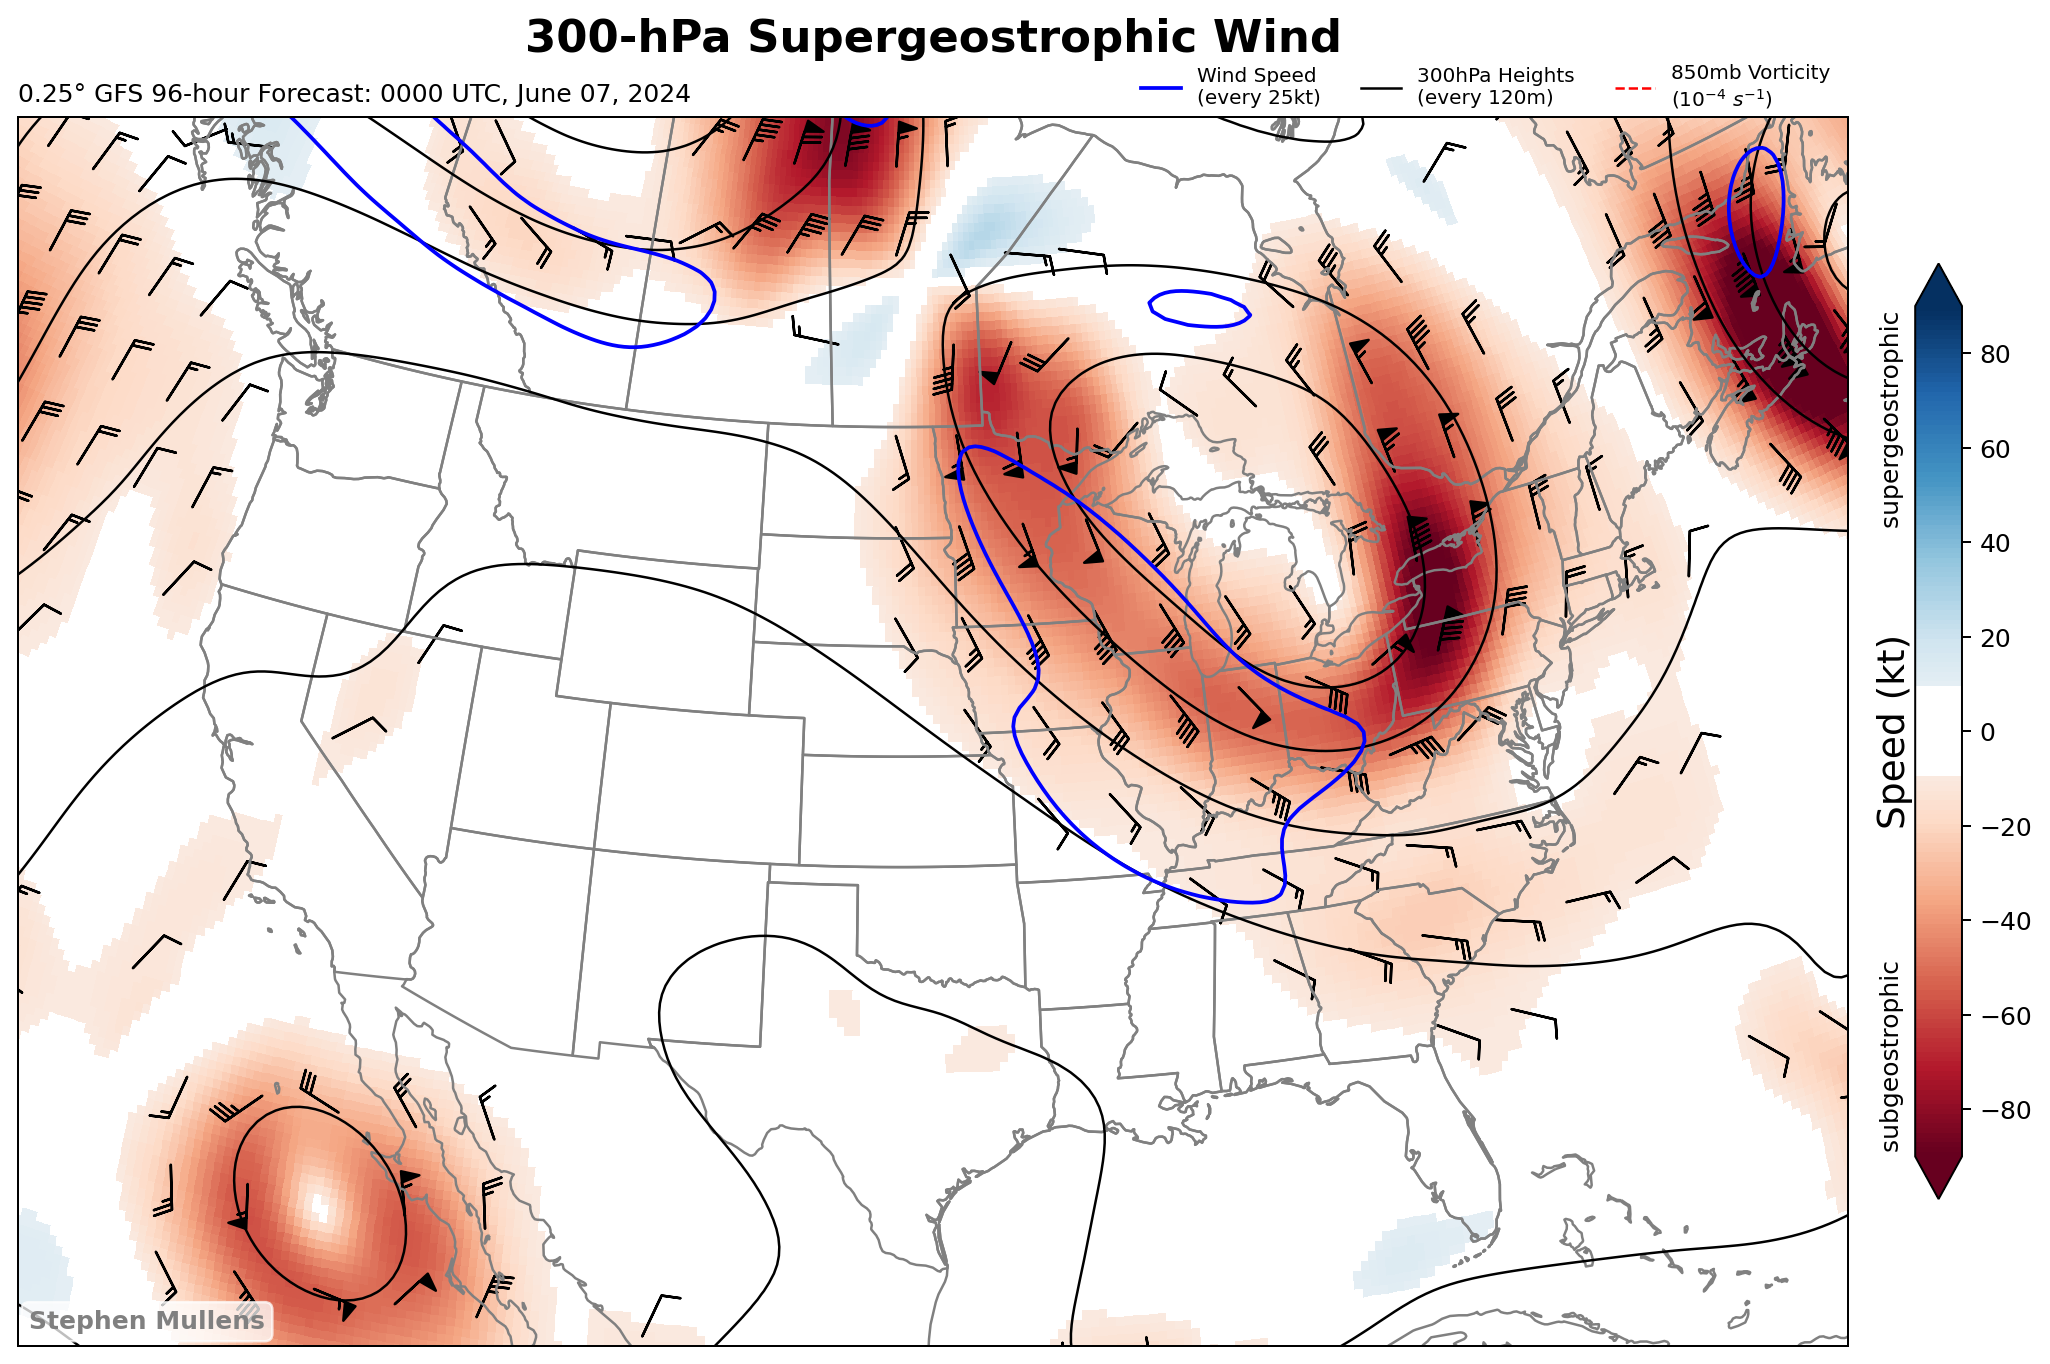 300-hPa Supergeostrophic Wind
0.25° GFS 96-hour Forecast: 0000 UTC, June 07, 2024
Wind Speed
(every 25kt)
300hPa Heights
(every 120m)
850mb Vorticity
(10⁻⁴ s⁻¹)
supergeostrophic
Speed (kt)
subgeostrophic
80
60
40
20
0
−20
−40
−60
−80
Stephen Mullens